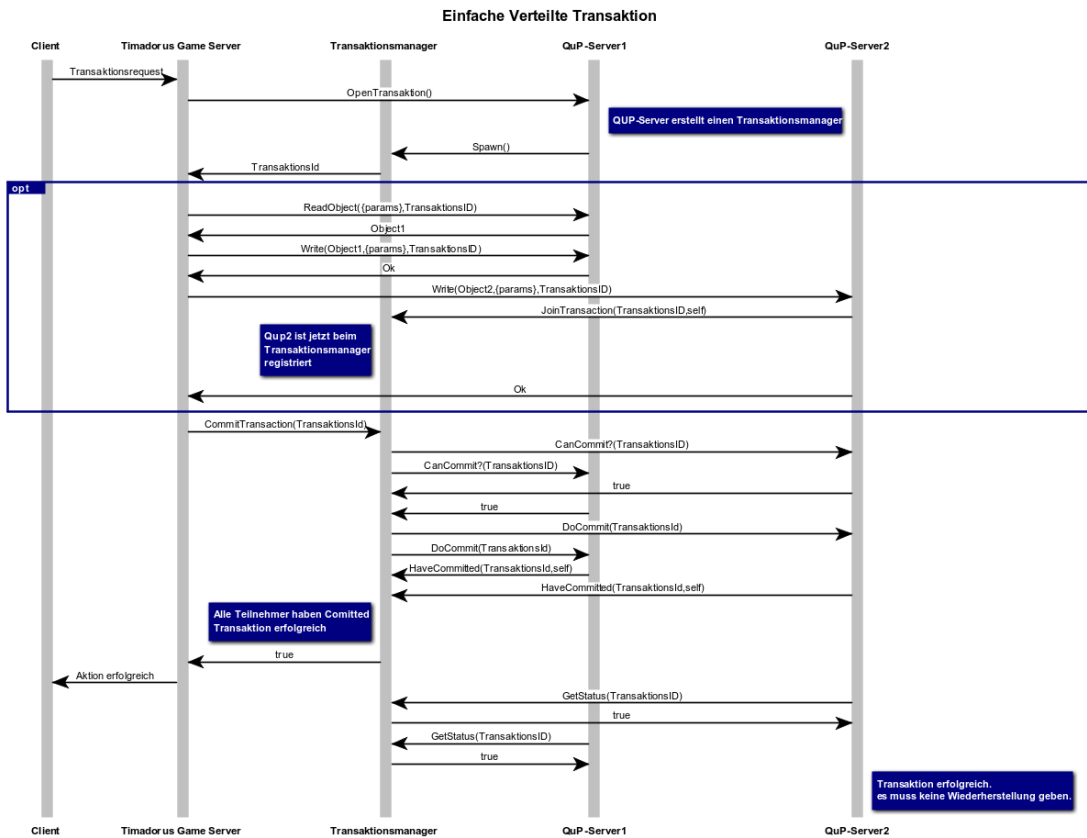 Einfache Verteilte Transaktion
Client
Timadorus Game Server
Transaktionsmanager
QuP-Server1
QuP-Server2
Transaktionsrequest
OpenTransaktion()
QUP-Server erstellt einen Transaktionsmanager
Spawn()
TransaktionsId
opt
ReadObject({params},TransaktionsID)
Object1
Write(Object1,{params},TransaktionsID)
Ok
Write(Object2,{params},TransaktionsID)
JoinTransaction(TransaktionsID,self)
Qup2 ist jetzt beim
Transaktionsmanager
registriert
Ok
CommitTransaction(TransaktionsId)
CanCommit?(TransaktionsID)
CanCommit?(TransaktionsID)
true
true
DoCommit(TransaktionsId)
DoCommit(TransaktionsId)
HaveCommitted(TransaktionsId,self)
HaveCommitted(TransaktionsId,self)
Alle Teilnehmer haben Comitted
Transaktion erfolgreich
true
Aktion erfolgreich
GetStatus(TransaktionsID)
true
GetStatus(TransaktionsID)
true
Transaktion erfolgreich.
es muss keine Wiederherstellung geben.
Client
Timadorus Game Server
Transaktionsmanager
QuP-Server1
QuP-Server2